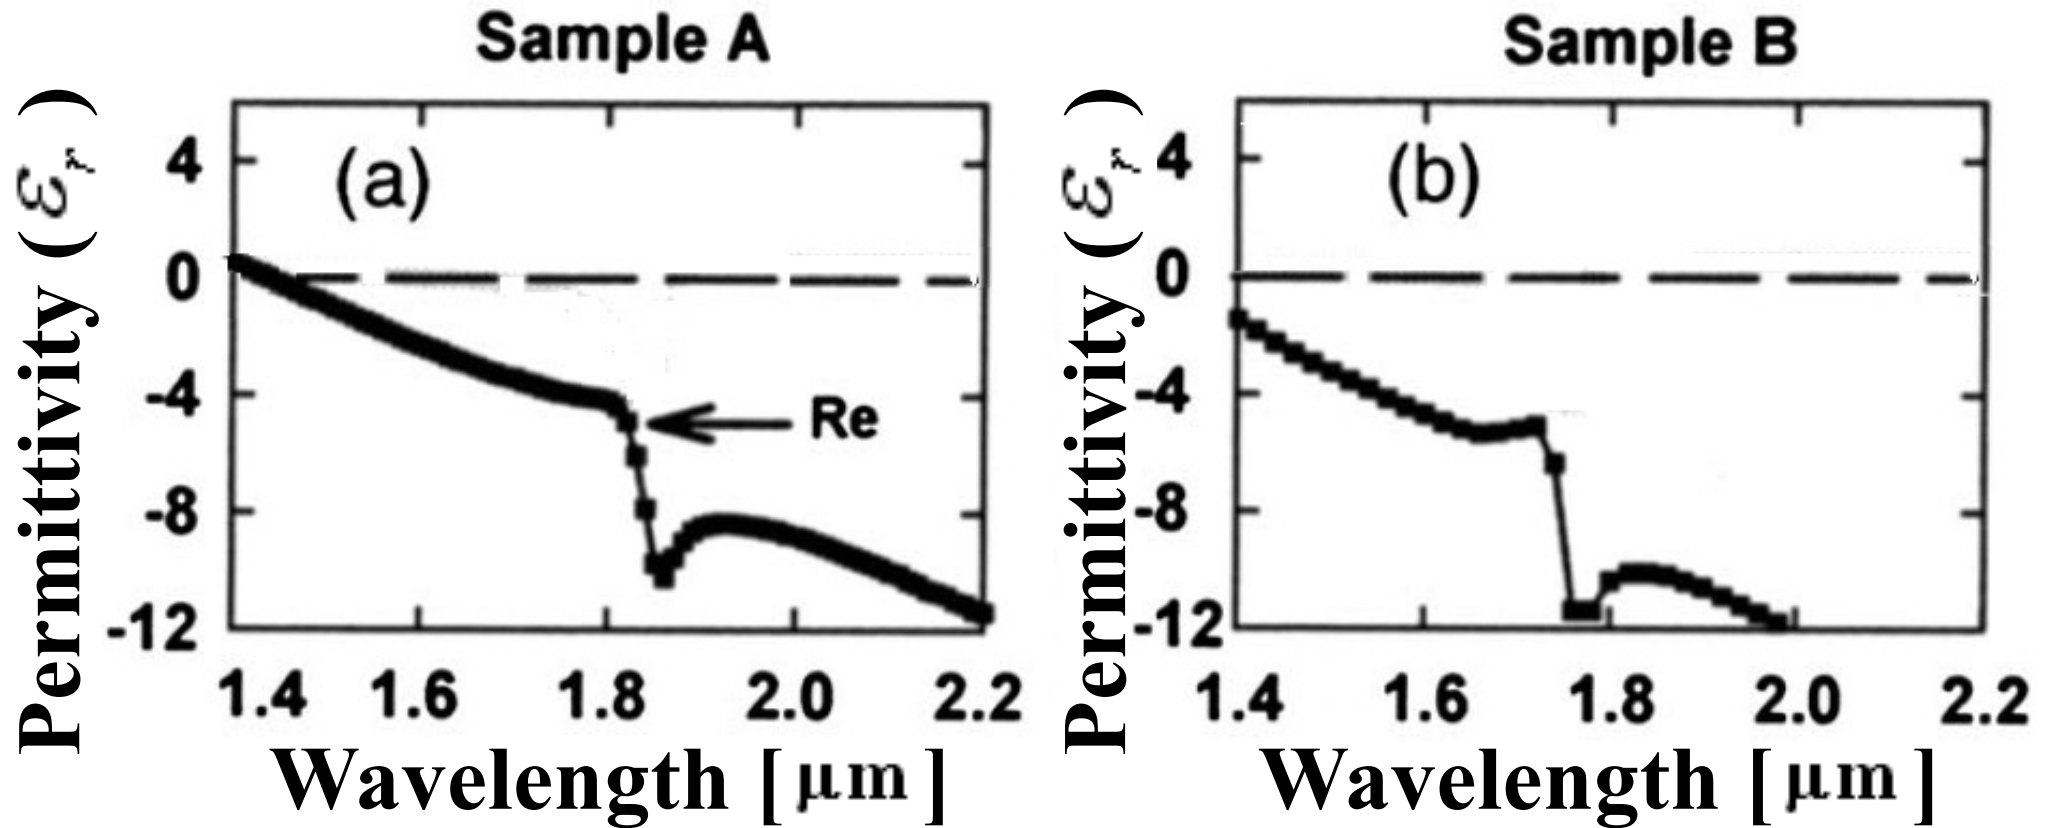 Sample A
Permittivity (εr)
4
0
-4
-8
-12
(a)
Re
1.4 1.6 1.8 2.0 2.2
Wavelength [μm]
Sample B
Permittivity (εr)
4
0
-4
-8
-12
(b)
1.4 1.6 1.8 2.0 2.2
Wavelength [μm]